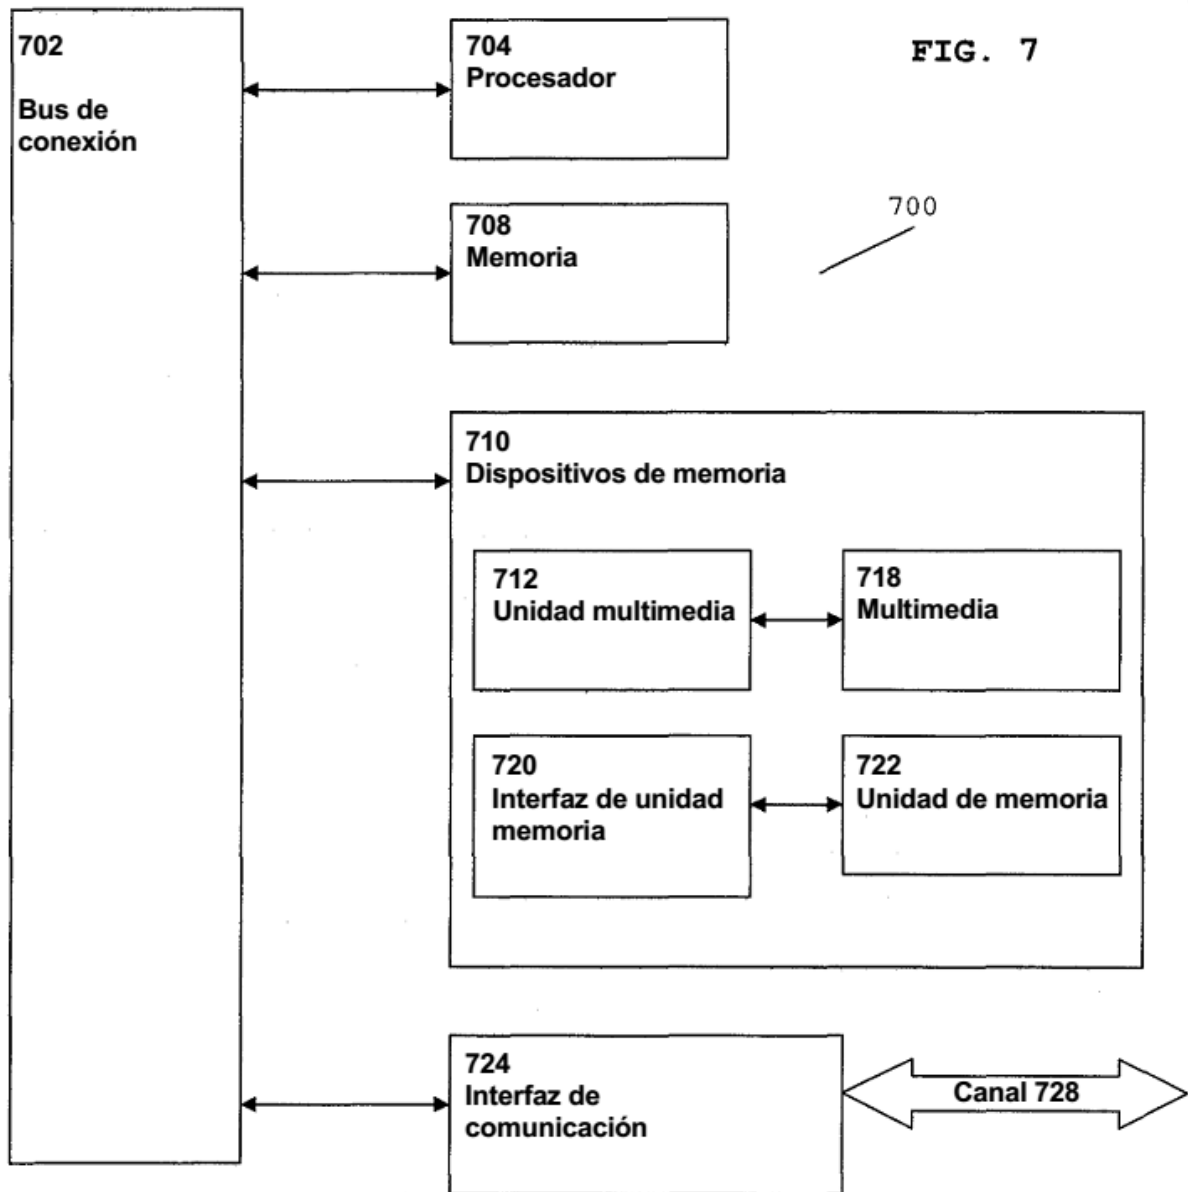 702
Bus de
conexión
704
Procesador
FIG. 7
708
Memoria
700
710
Dispositivos de memoria
712
Unidad multimedia
718
Multimedia
720
Interfaz de unidad
memoria
722
Unidad de memoria
724
Interfaz de
comunicación
Canal 728